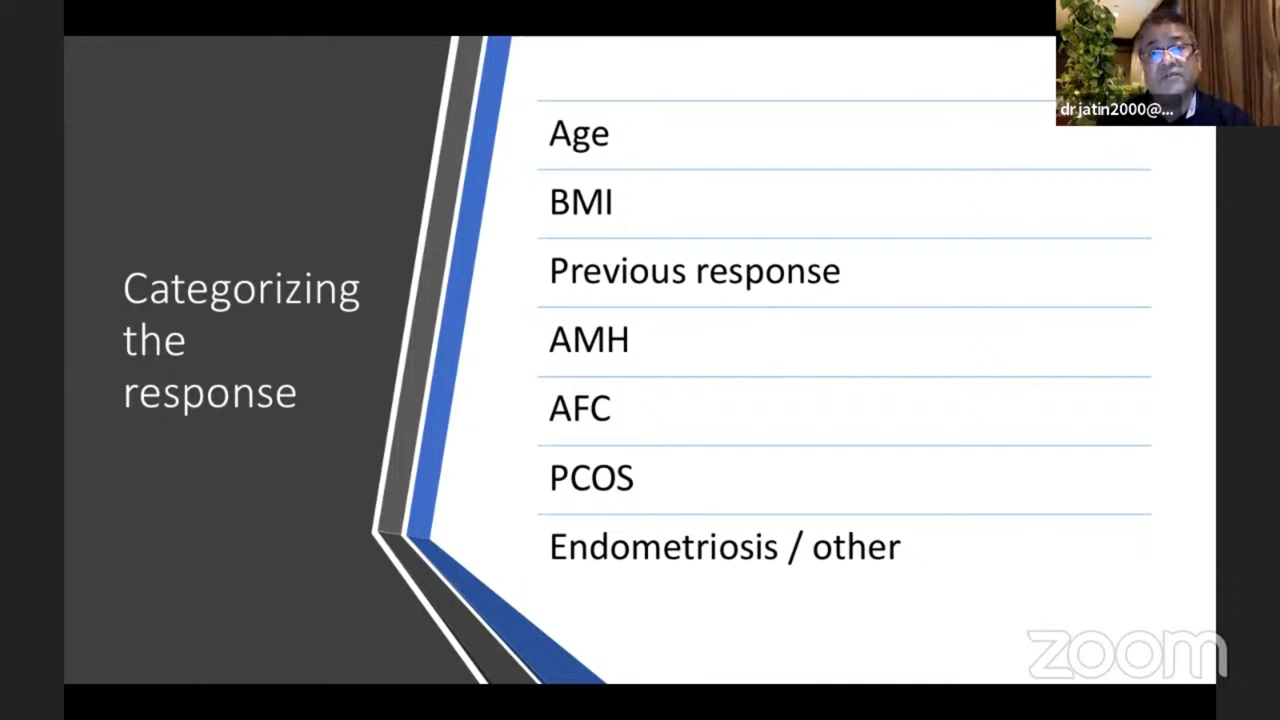 drjatin2000@...
Categorizing
the
response
Age
BMI
Previous response
AMH
AFC
PCOS
Endometriosis / other
zoom